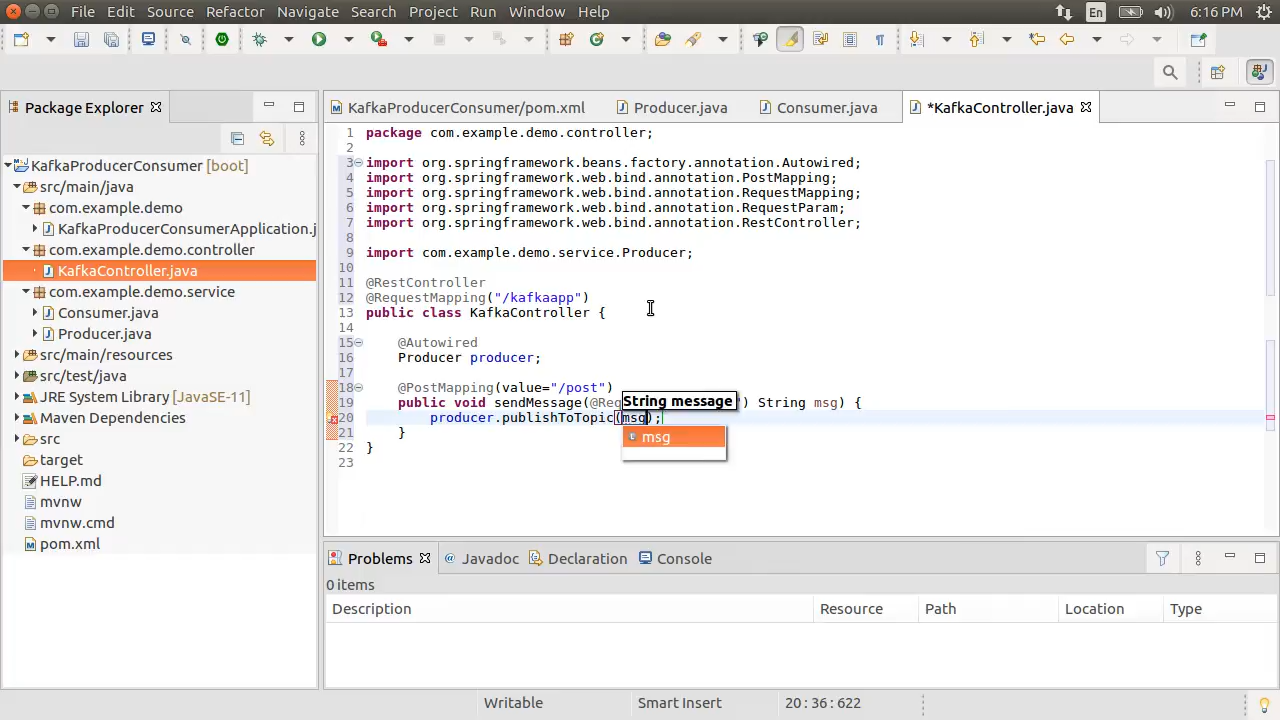 File Edit Source Refactor Navigate Search Project Run Window Help
En
6:16 PM
Package Explorer
KafkaProducerConsumer [boot]
src/main/java
com.example.demo
KafkaProducerConsumerApplication.j
com.example.demo.controller
KafkaController.java
com.example.demo.service
Consumer.java
Producer.java
src/main/resources
src/test/java
JRE System Library [JavaSE-11]
Maven Dependencies
src
target
HELP.md
mvnw
mvnw.cmd
pom.xml
KafkaProducerConsumer/pom.xml Producer.java Consumer.java *KafkaController.java
1 package com.example.demo.controller;
2
3 import org.springframework.beans.factory.annotation.Autowired;
4 import org.springframework.web.bind.annotation.PostMapping;
5 import org.springframework.web.bind.annotation.RequestMapping;
6 import org.springframework.web.bind.annotation.RequestParam;
7 import org.springframework.web.bind.annotation.RestController;
8
9 import com.example.demo.service.Producer;
10
11 @RestController
12 @RequestMapping("/kafkaapp")
13 public class KafkaController {
14
15 @Autowired
16 Producer producer;
17
18 @PostMapping(value="/post")
19 public void sendMessage(@Req ") String msg) {
String message
20 producer.publishToTopic(msg);
msg
21 }
22 }
23
Problems Javadoc Declaration Console
0 items
Description Resource Path Location Type
Writable Smart Insert 20 : 36 : 622